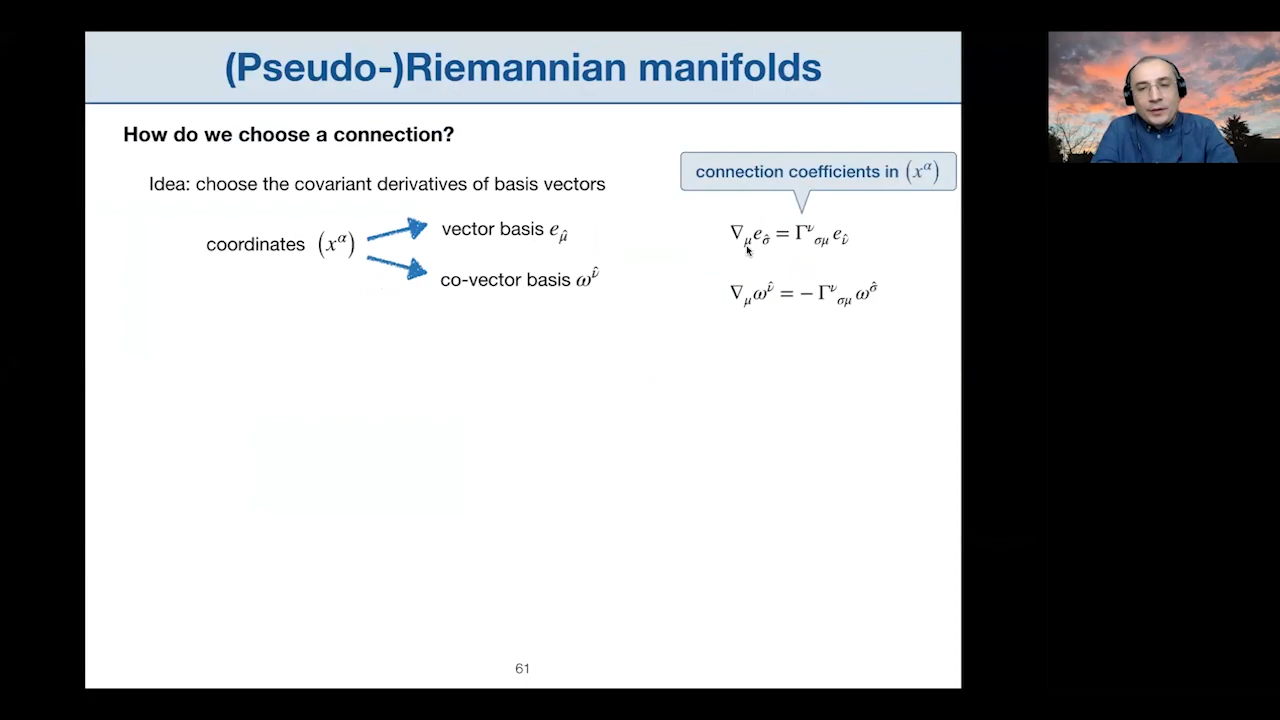 (Pseudo-)Riemannian manifolds
How do we choose a connection?
Idea: choose the covariant derivatives of basis vectors
connection coefficients in (x^α)
coordinates (x^α)
vector basis e_μ̂
co-vector basis ω^ν̂
∇_μ e_σ̂ = Γ^ν_σμ e_ν̂
∇_μ ω^ν̂ = − Γ^ν_σμ ω^σ̂
61